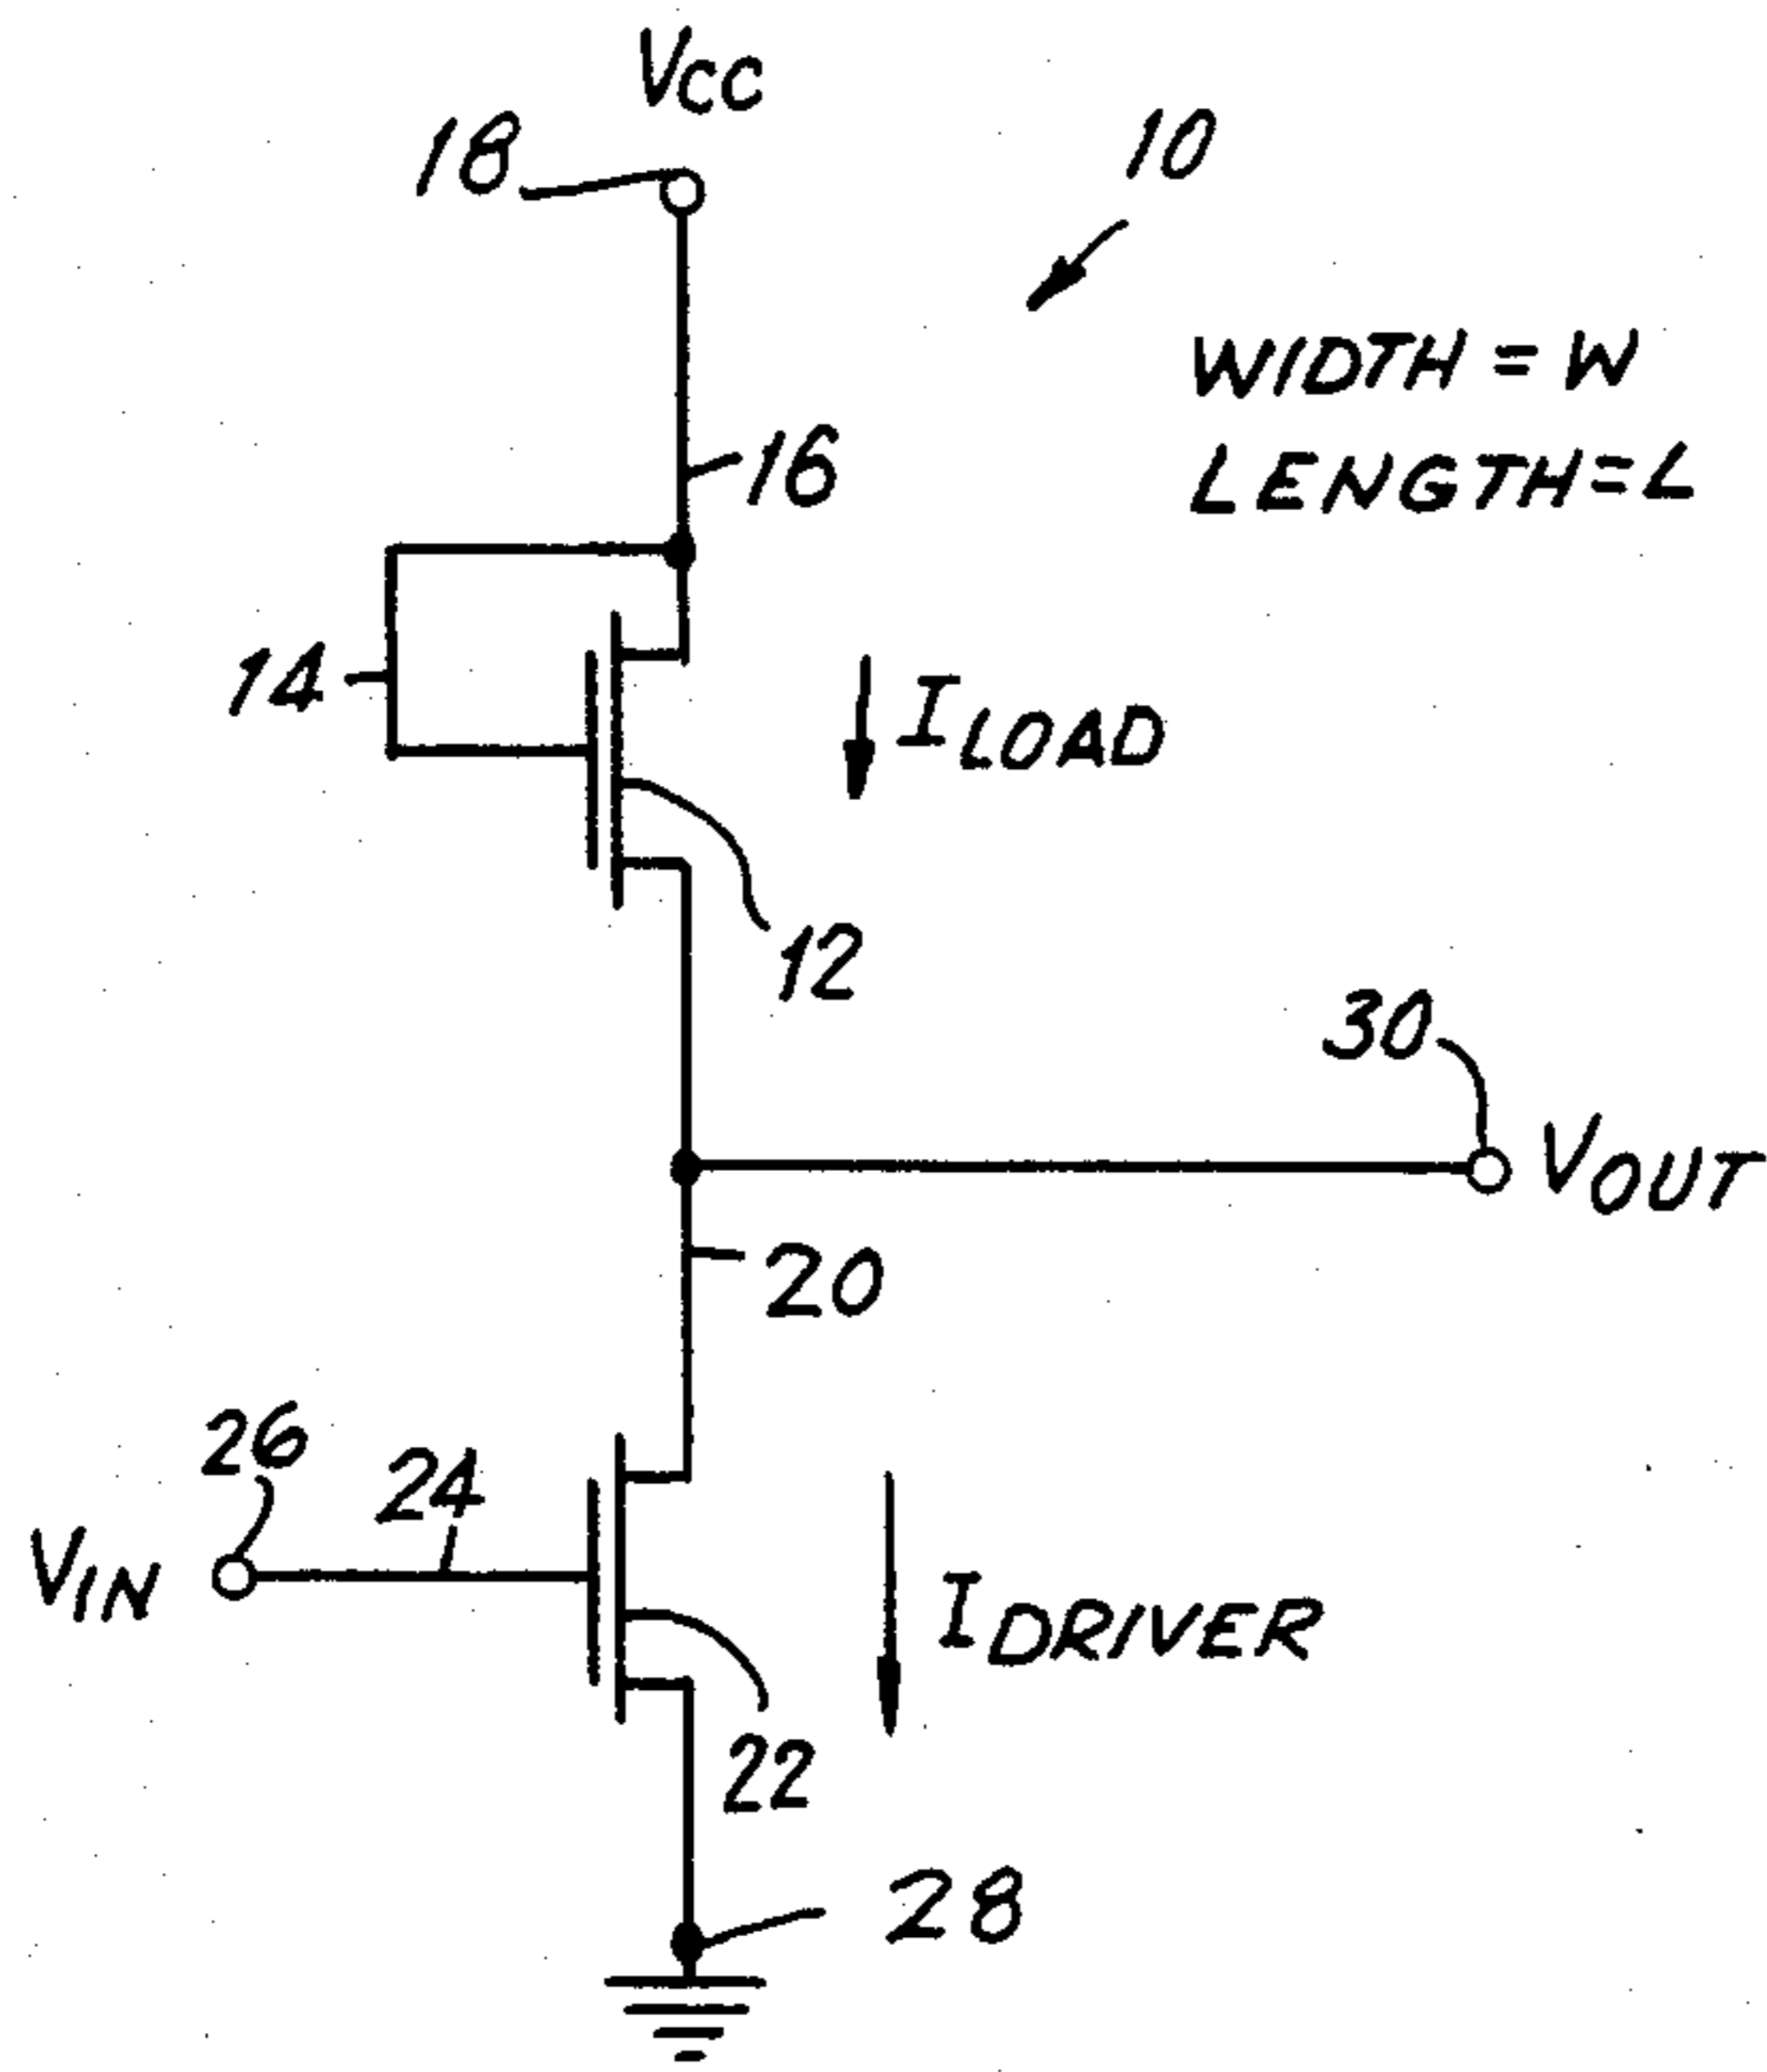 VCC
18
10
WIDTH = W
LENGTH = L
16
14
ILOAD
12
30
VOUT
20
26
24
VIN
IDRIVER
22
28